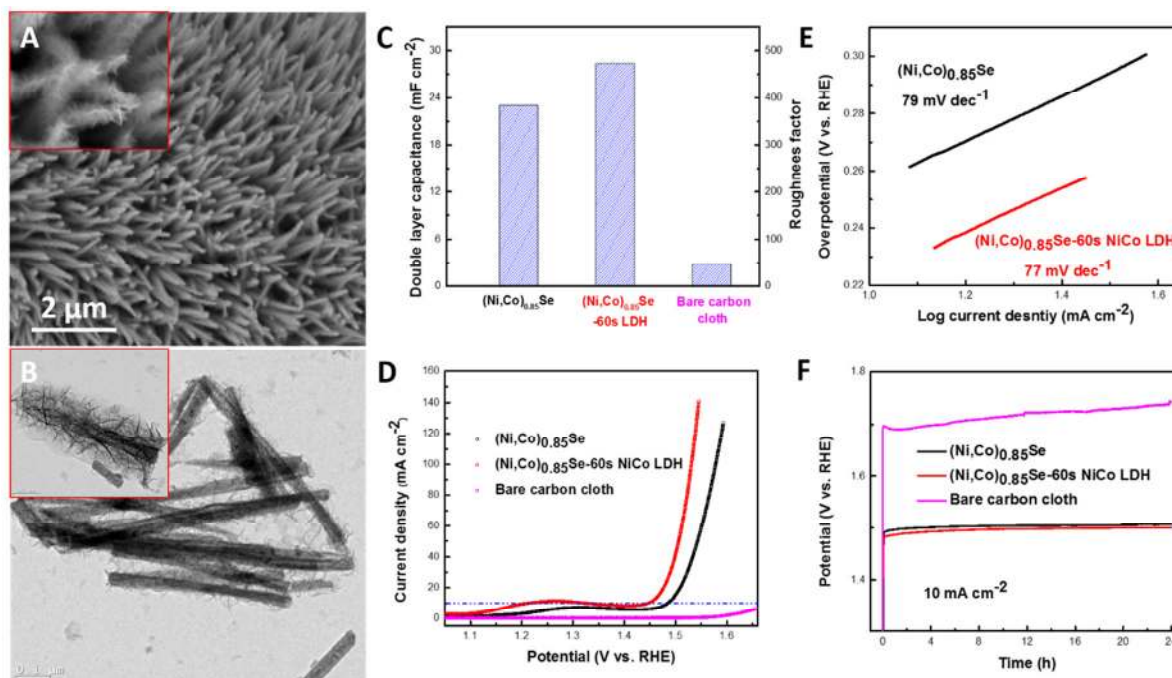 A
2 μm
B
0.1 μm
C
Double layer capacitance (mF cm⁻²)
30
24
18
12
6
0
500
400
300
200
100
0
Roughnees factor
(Ni,Co)₀.₈₅Se
(Ni,Co)₀.₈₅Se
-60s LDH
Bare carbon
cloth
D
Current density (mA cm⁻²)
160
140
120
100
80
60
40
20
0
(Ni,Co)₀.₈₅Se
(Ni,Co)₀.₈₅Se-60s NiCo LDH
Bare carbon cloth
1.1 1.2 1.3 1.4 1.5 1.6
Potential (V vs. RHE)
E
Overpotential (V vs. RHE)
0.30
0.28
0.26
0.24
0.22
(Ni,Co)₀.₈₅Se
79 mV dec⁻¹
(Ni,Co)₀.₈₅Se-60s NiCo LDH
77 mV dec⁻¹
1.0 1.2 1.4 1.6
Log current desntiy (mA cm⁻²)
F
Potential (V vs. RHE)
1.8
1.6
1.4
(Ni,Co)₀.₈₅Se
(Ni,Co)₀.₈₅Se-60s NiCo LDH
Bare carbon cloth
10 mA cm⁻²
0 4 8 12 16 20 24
Time (h)